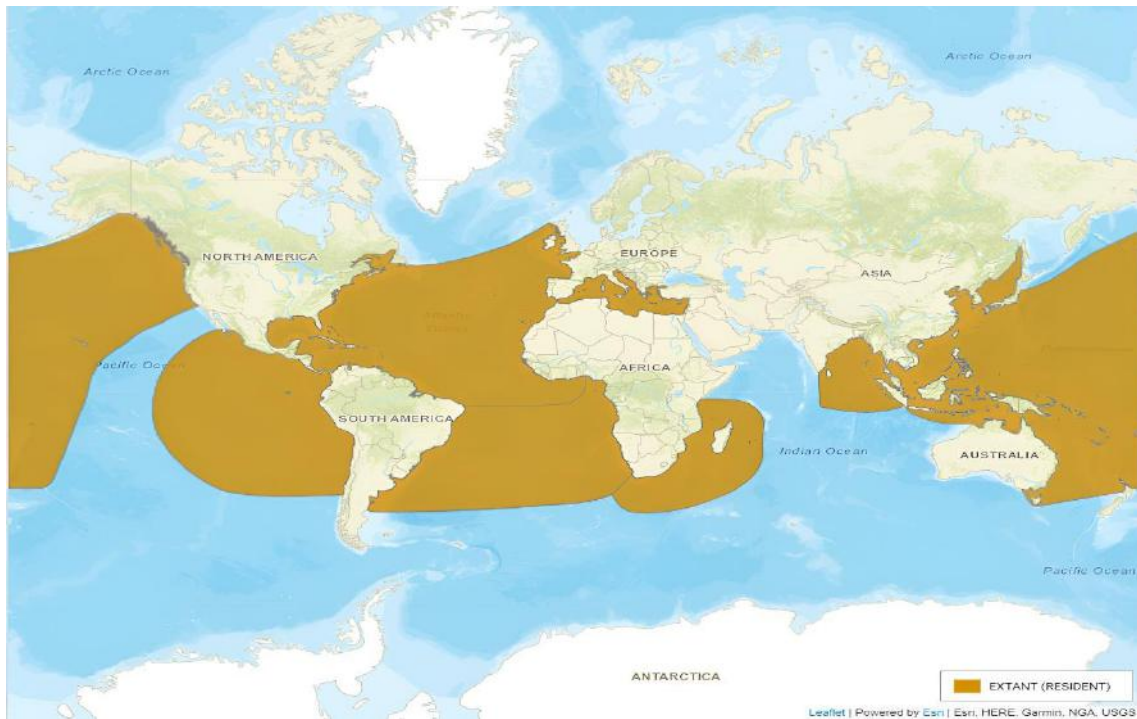 Arctic Ocean
Arctic Ocean
NORTH AMERICA
EUROPE
ASIA
Pacific Ocean
AFRICA
SOUTH AMERICA
Indian Ocean
AUSTRALIA
Pacific Ocean
ANTARCTICA
EXTANT (RESIDENT)
Leaflet | Powered by Esri | Esri, HERE, Garmin, NGA, USGS